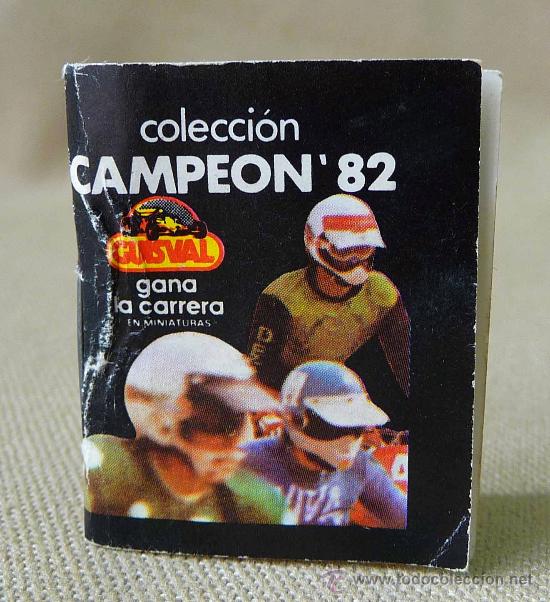 colección
CAMPEON '82
GUISVAL
gana
la carrera
EN MINIATURAS
www.todocoleccion.net